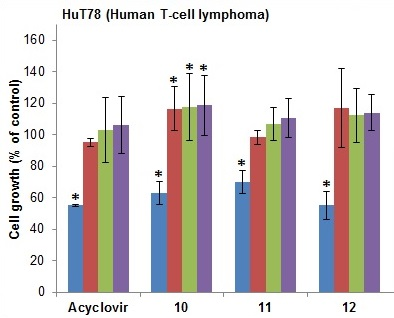 HuT78 (Human T-cell lymphoma)
Cell growth (% of control)
160
140
120
100
80
60
40
20
0
* * * * * * *
Acyclovir 10 11 12